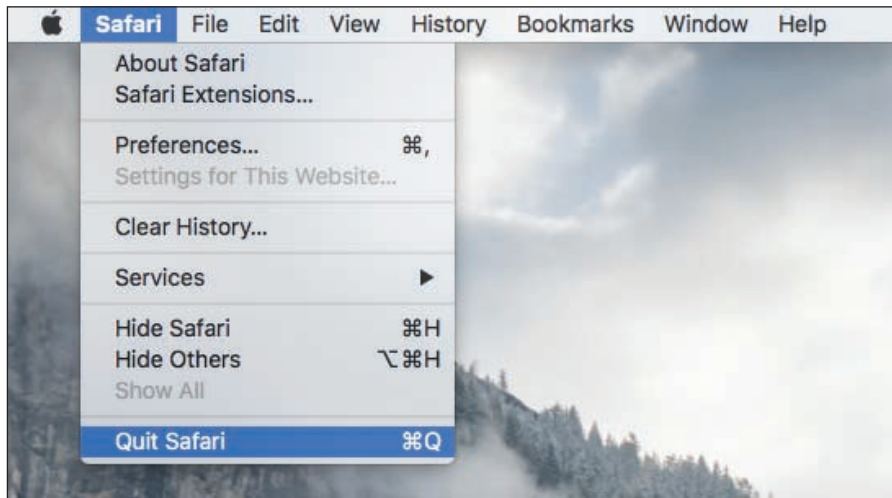 Safari File Edit View History Bookmarks Window Help
About Safari
Safari Extensions...
Preferences... ⌘,
Settings for This Website...
Clear History...
Services ▶
Hide Safari ⌘H
Hide Others ⌥⌘H
Show All
Quit Safari ⌘Q